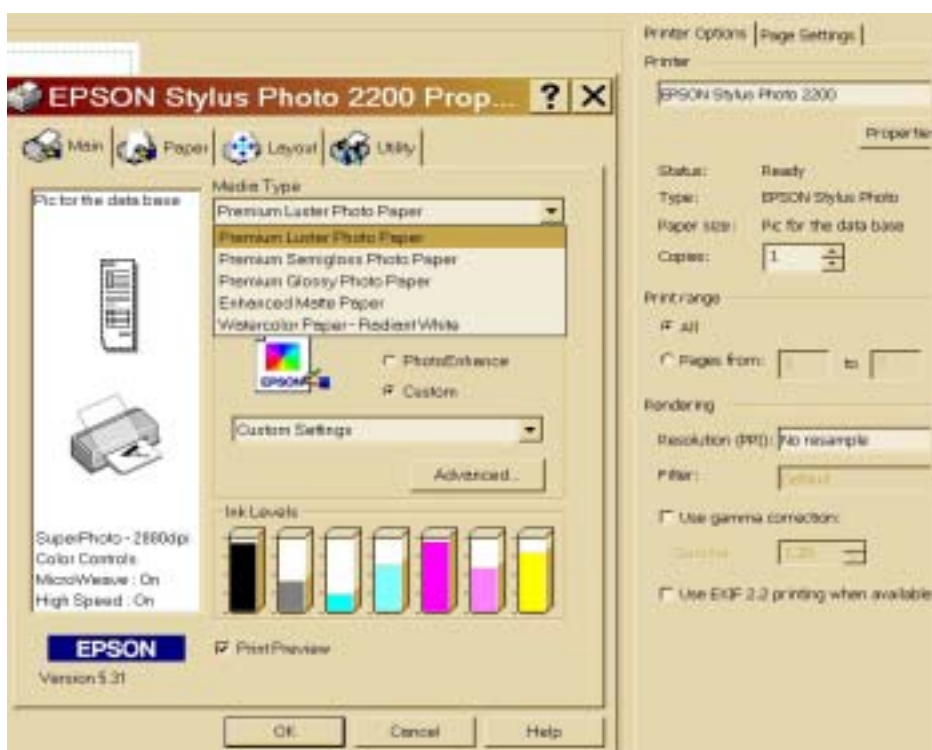 EPSON Stylus Photo 2200 Prop...
Main
Paper
Layout
Utility
Pic for the data base
SuperPhoto - 2880dpi
Color Controls
MicroWeave : On
High Speed : On
EPSON
Version 5.31
Media Type
Premium Luster Photo Paper
Premium Luster Photo Paper
Premium Semigloss Photo Paper
Premium Glossy Photo Paper
Enhanced Matte Paper
Watercolor Paper - Radiant White
EPSON
PhotoEnhance
Custom
Custom Settings
Advanced...
Ink Levels
Print Preview
OK
Cancel
Help
Printer Options
Page Settings
Printer
EPSON Stylus Photo 2200
Properties
Status: Ready
Type: EPSON Stylus Photo
Paper size: Pic for the data base
Copies: 1
Print range
All
Pages from: to
Rendering
Resolution (PPI): No resample
Filter: Default
Use gamma correction:
Gamma
Use EXIF 2.2 printing when available